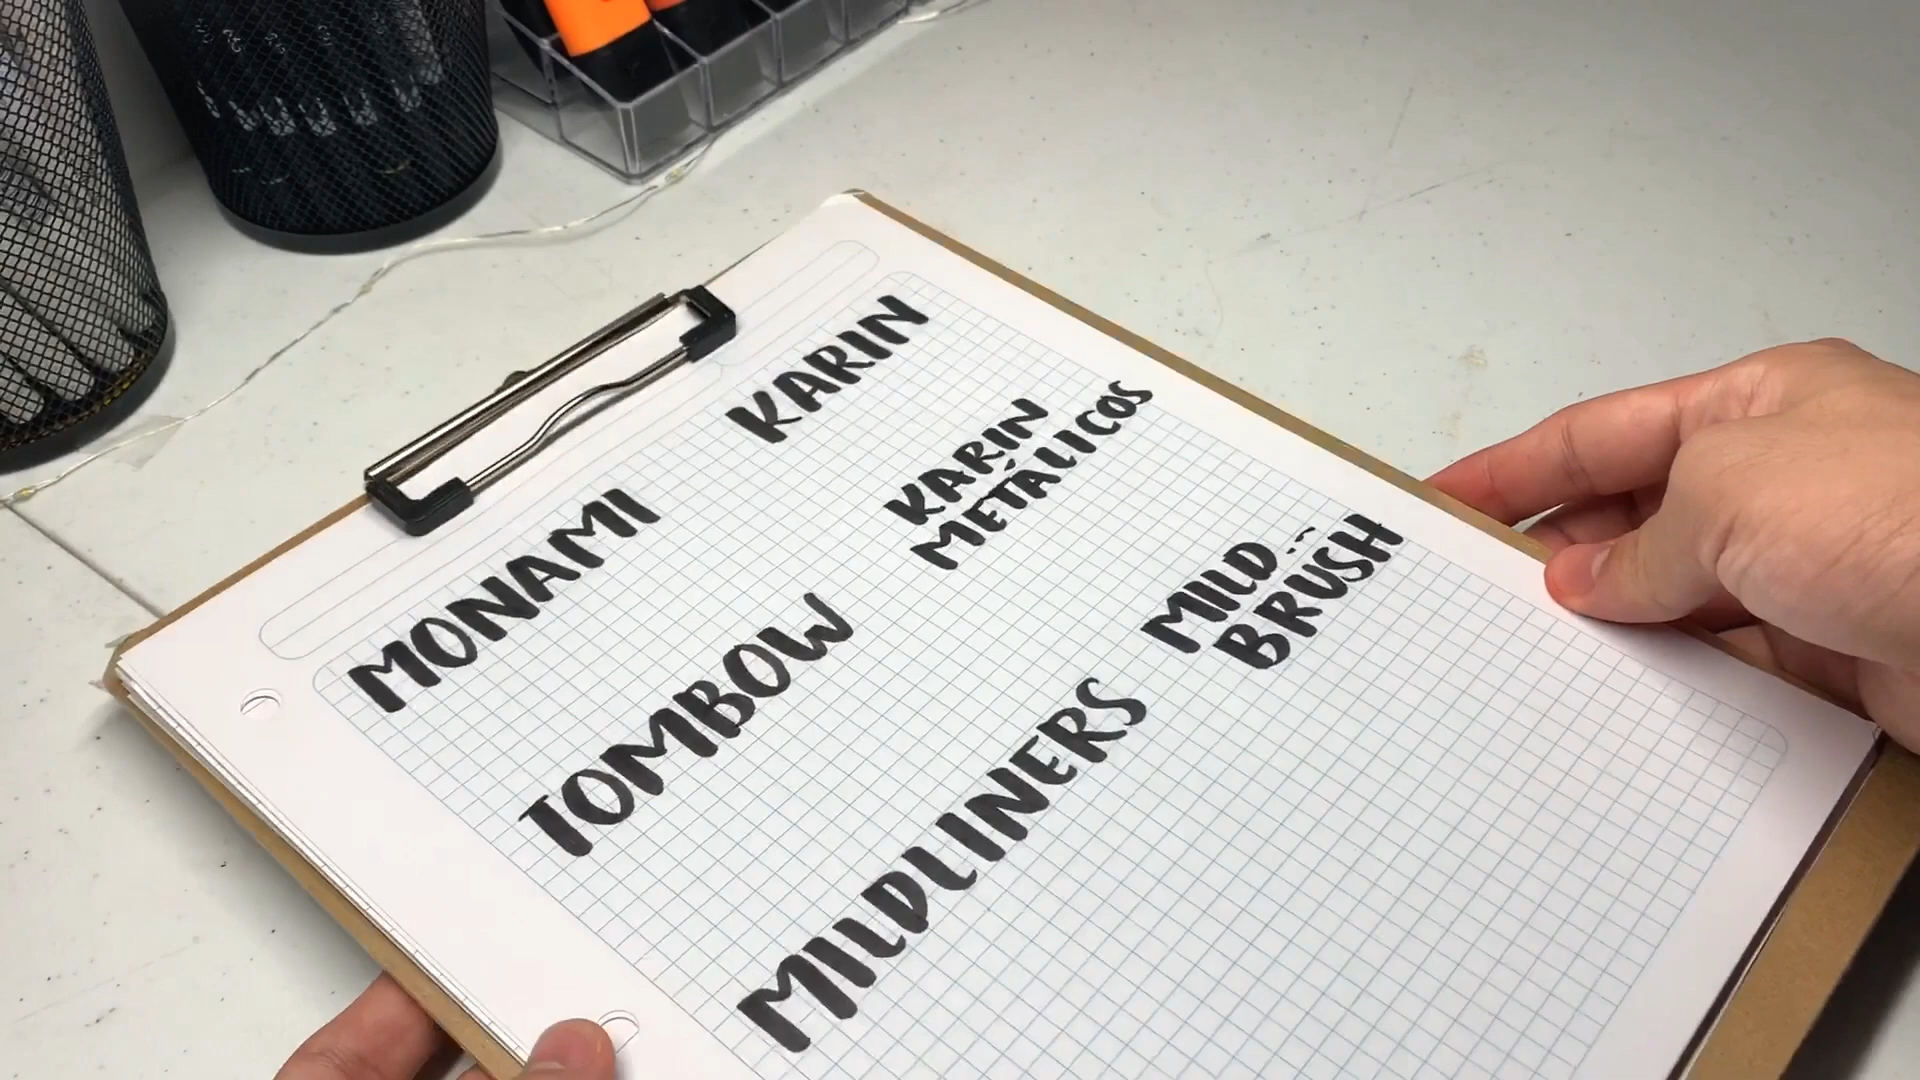 MONAMI
KARIN
TOMBOW
KARIN
METÁLICOS
MILDLINERS
MILD
BRUSH